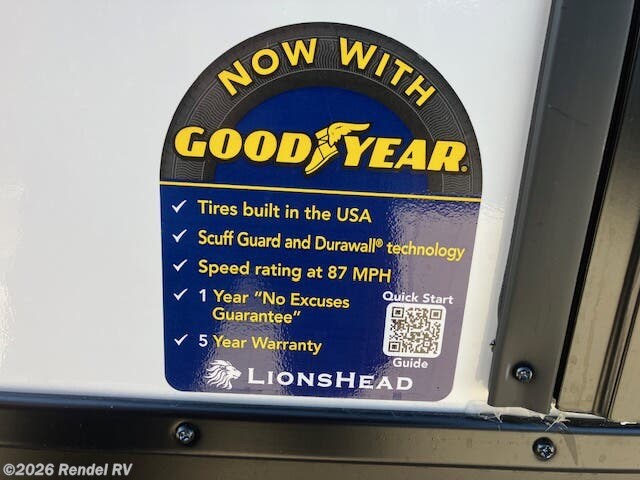 NOW WITH
GOODYEAR®
✓ Tires built in the USA
✓ Scuff Guard and Durawall® technology
✓ Speed rating at 87 MPH
✓ 1 Year "No Excuses
Guarantee"
✓ 5 Year Warranty
Quick Start
Guide
LIONSHEAD
©2026 Rendel RV